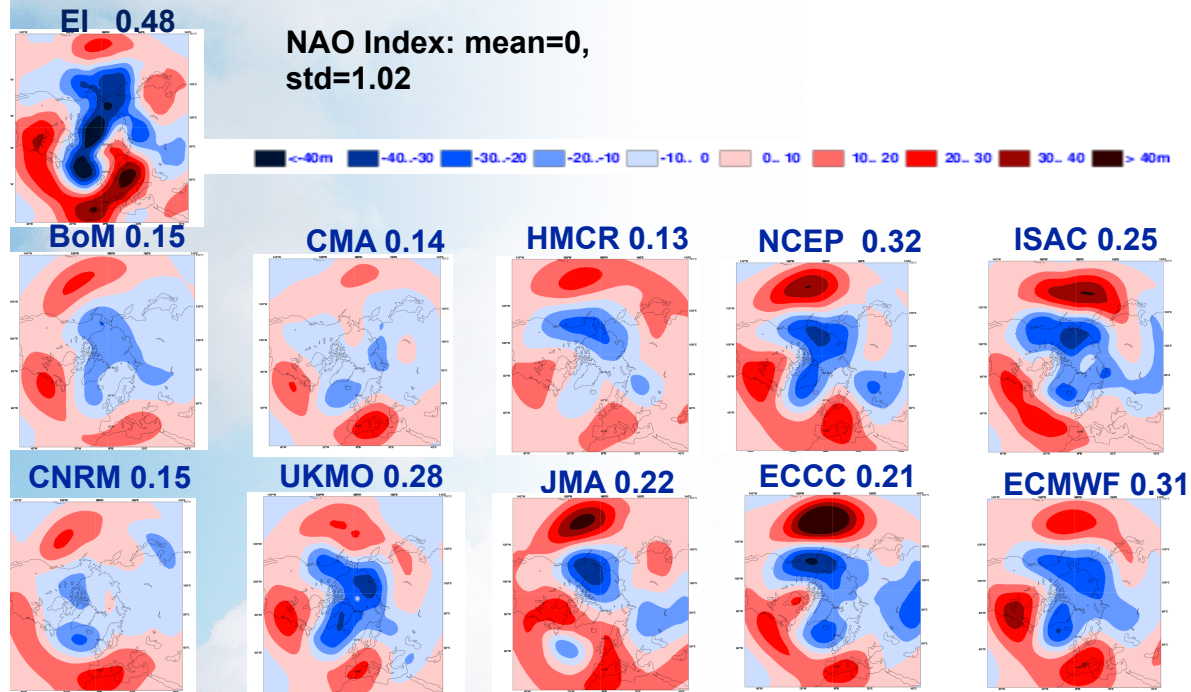 EI 0.48
NAO Index: mean=0,
std=1.02
<-40m -40..-30 -30..-20 -20..-10 -10.. 0 0.. 10 10.. 20 20.. 30 30.. 40 > 40m
BoM 0.15 CMA 0.14 HMCR 0.13 NCEP 0.32 ISAC 0.25
CNRM 0.15 UKMO 0.28 JMA 0.22 ECCC 0.21 ECMWF 0.31